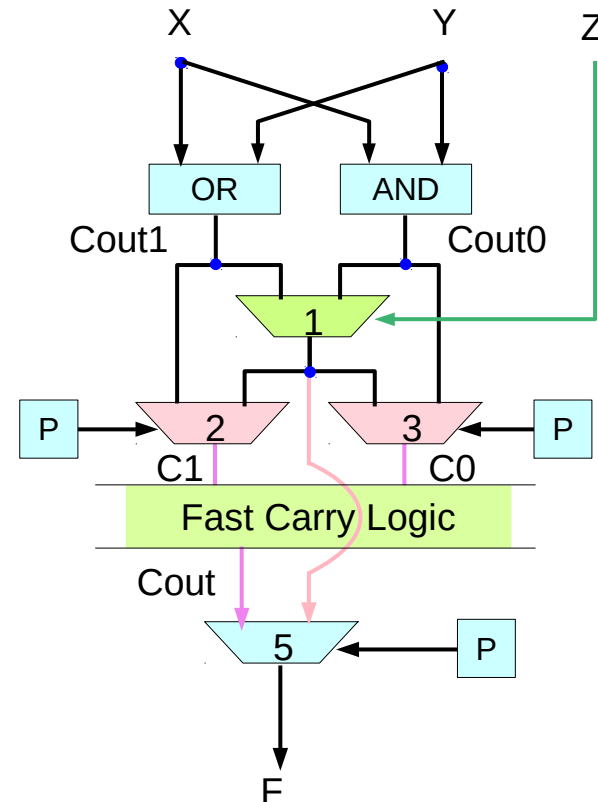 X Y Z
OR AND
Cout1 Cout0
1
P 2 3 P
C1 C0
Fast Carry Logic
Cout
5 P
F